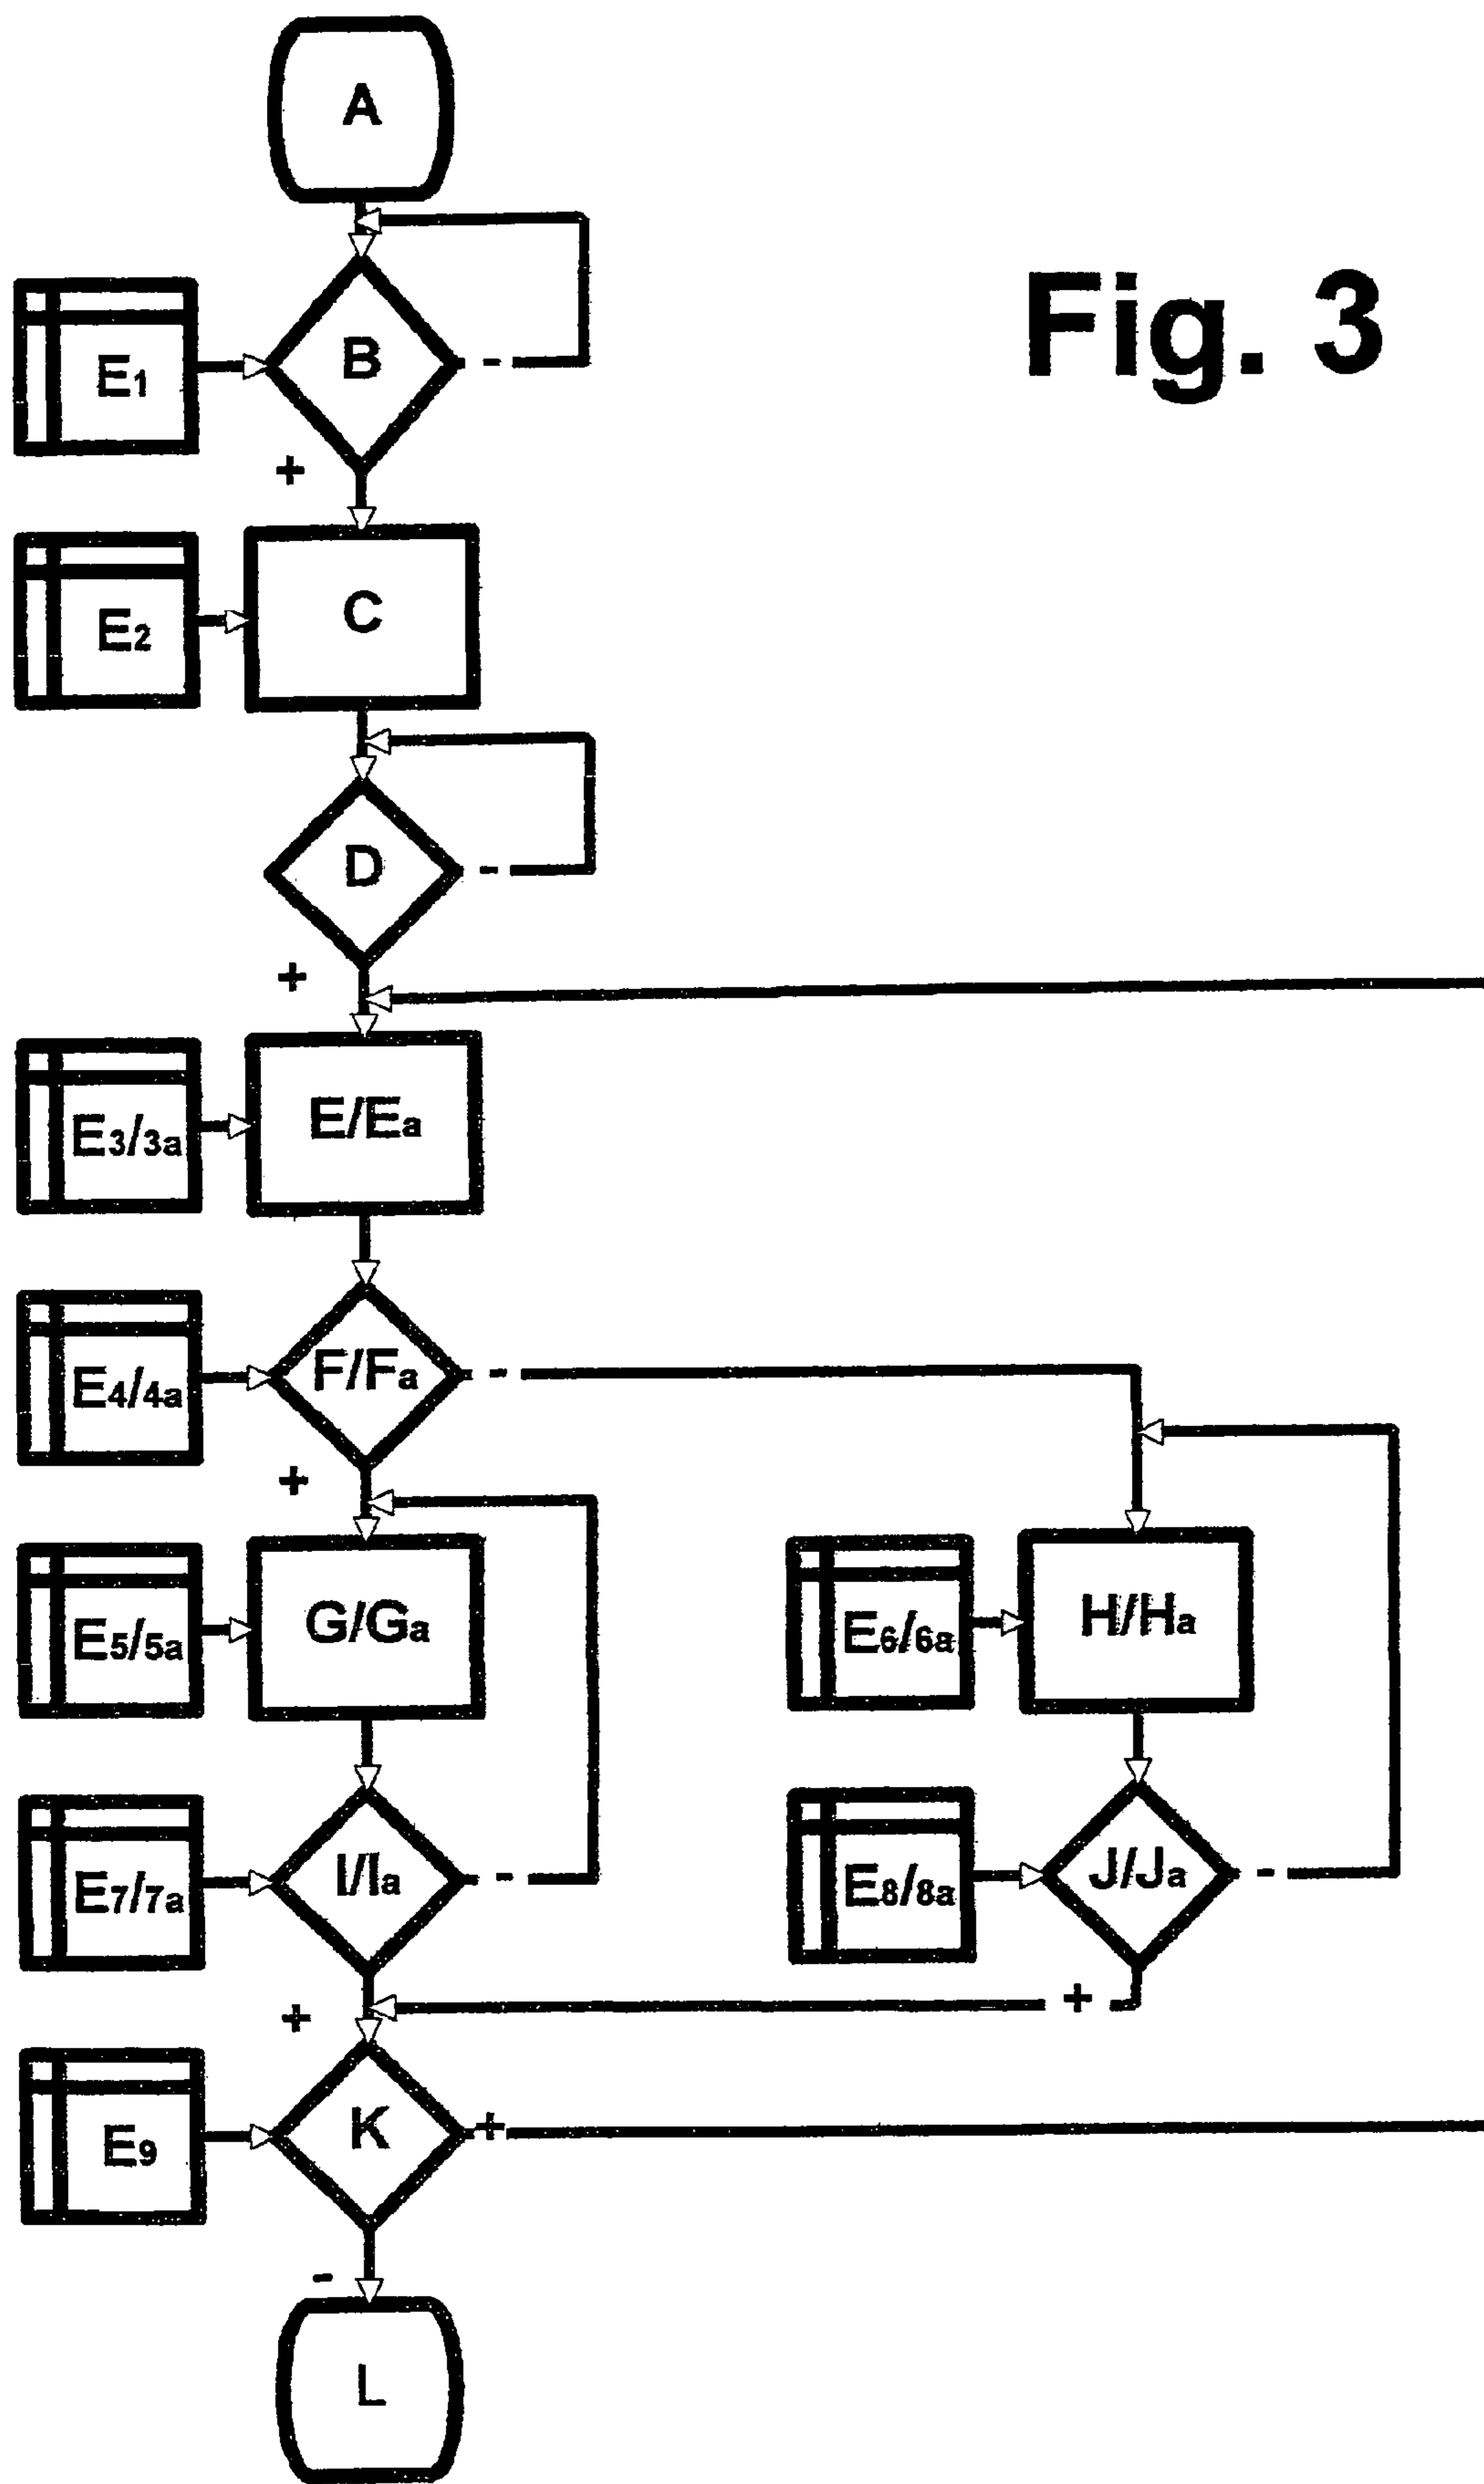 A
Fig. 3
E1
B
-
+
E2
C
D
-
+
E3/3a
E/Ea
E4/4a
F/Fa
-
+
E5/5a
G/Ga
E6/6a
H/Ha
E7/7a
I/Ia
-
E8/8a
J/Ja
-
+
+
E9
K
+
-
L